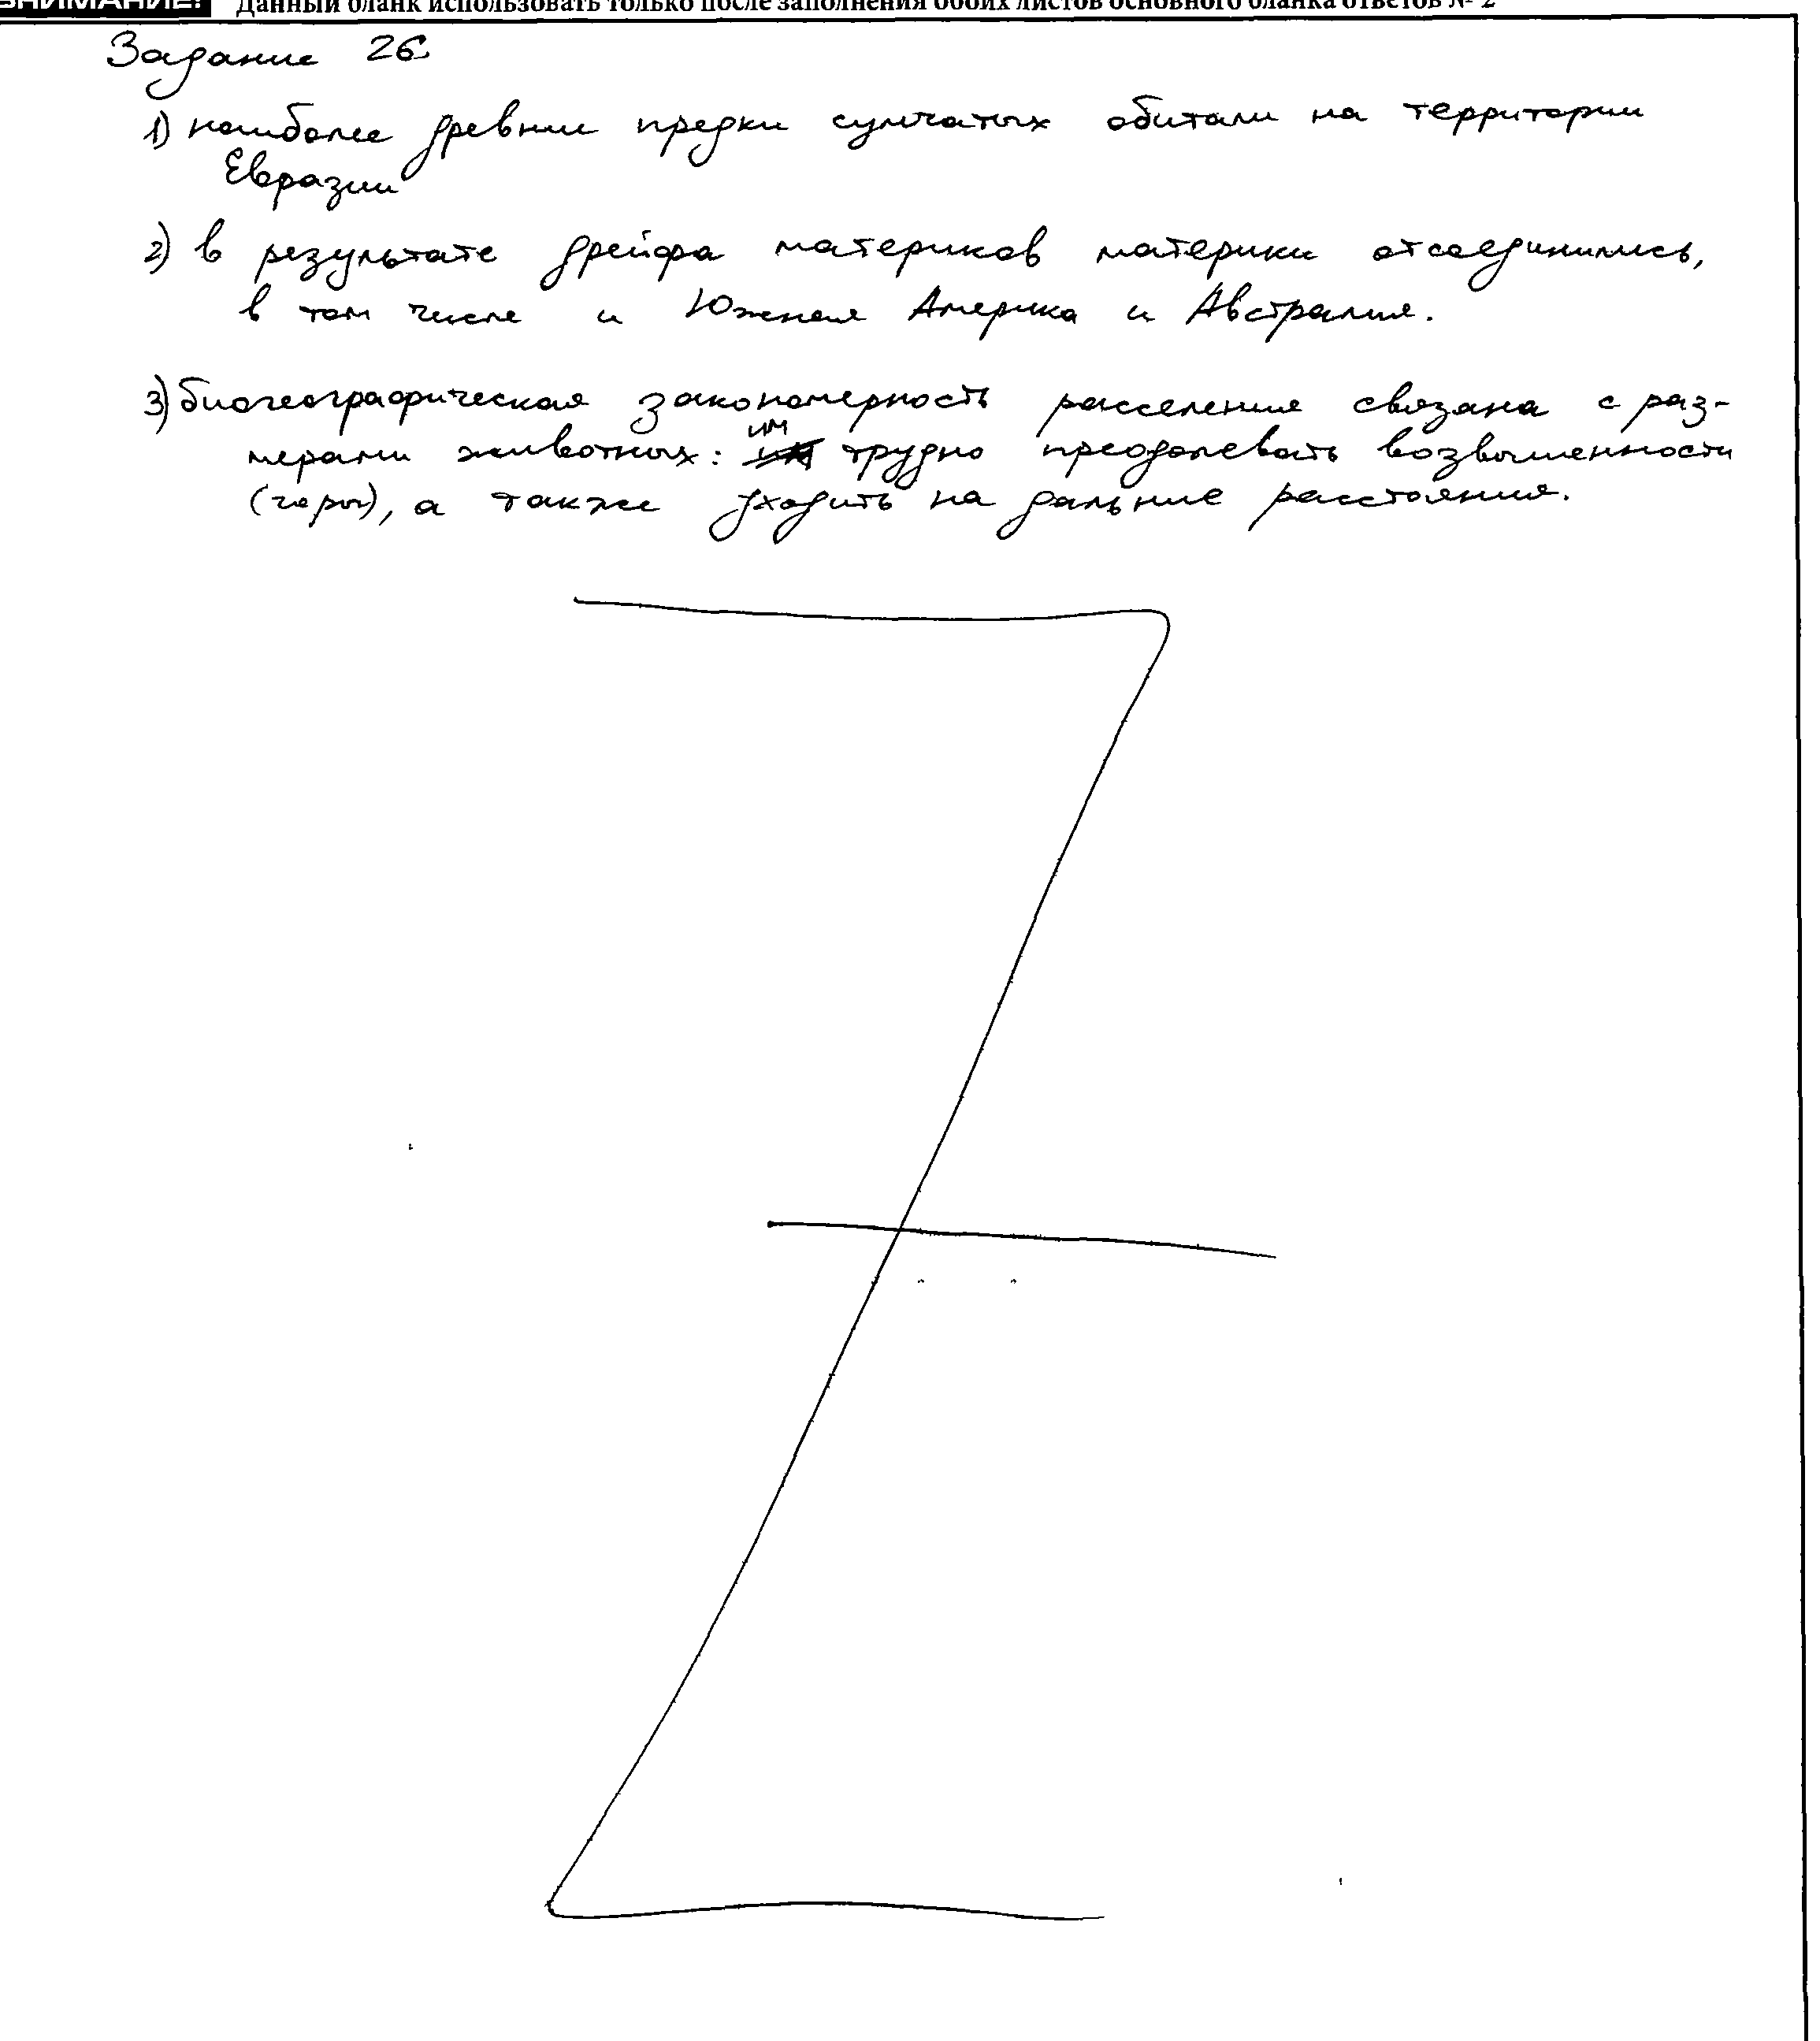 ВНИМАНИЕ! Данный бланк использовать только после заполнения обоих листов основного бланка ответов № 2
Задание 26.
1) наиболее древние предки сумчатых обитали на территории
Евразии
2) в результате дрейфа материков материки отсоединились,
в том числе и Южная Америка и Австралия.
3) биогеографическая закономерность расселения связана с раз-
мерами животных: им трудно преодолевать возвышенности
(горы), а также уходить на дальние расстояния.